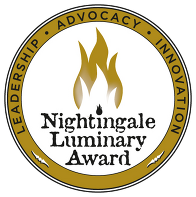 LEADERSHIP • ADVOCACY • INNOVATION
Nightingale
Luminary
Award